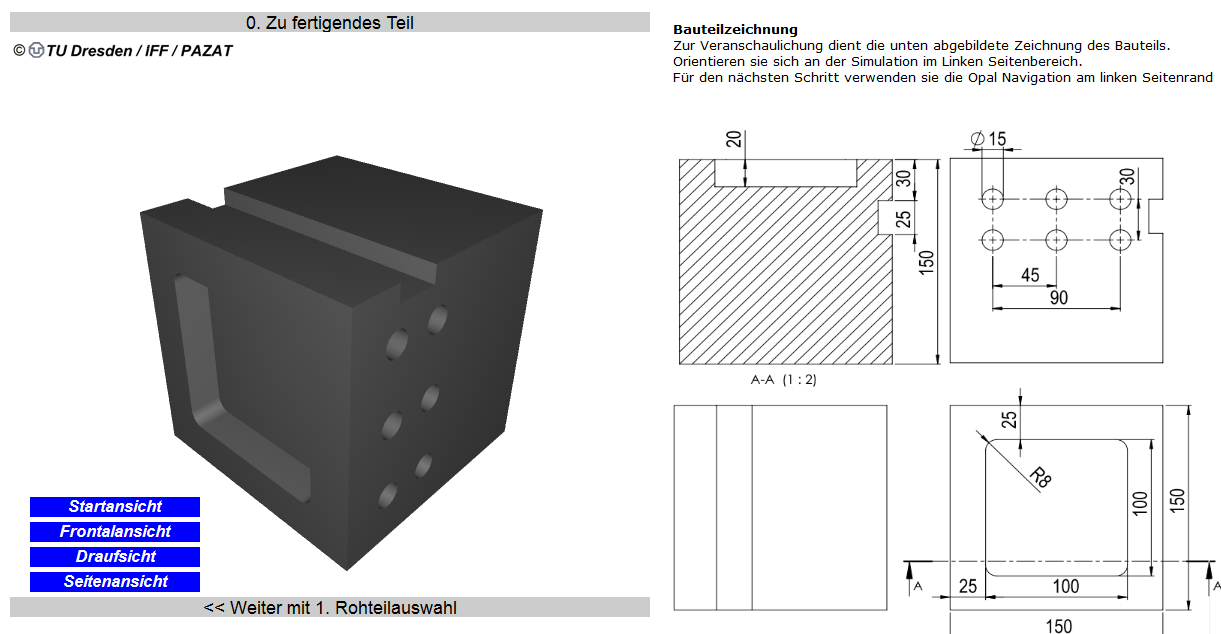 0. Zu fertigendes Teil
© TU Dresden / IFF / PAZAT
Startansicht
Frontalansicht
Draufsicht
Seitenansicht
<< Weiter mit 1. Rohteilauswahl
Bauteilzeichnung
Zur Veranschaulichung dient die unten abgebildete Zeichnung des Bauteils.
Orientieren sie sich an der Simulation im Linken Seitenbereich.
Für den nächsten Schritt verwenden sie die Opal Navigation am linken Seitenrand
20
30
25
150
A-A (1 : 2)
∅ 15
30
45
90
25
R8
100
150
A
A
25
100
150